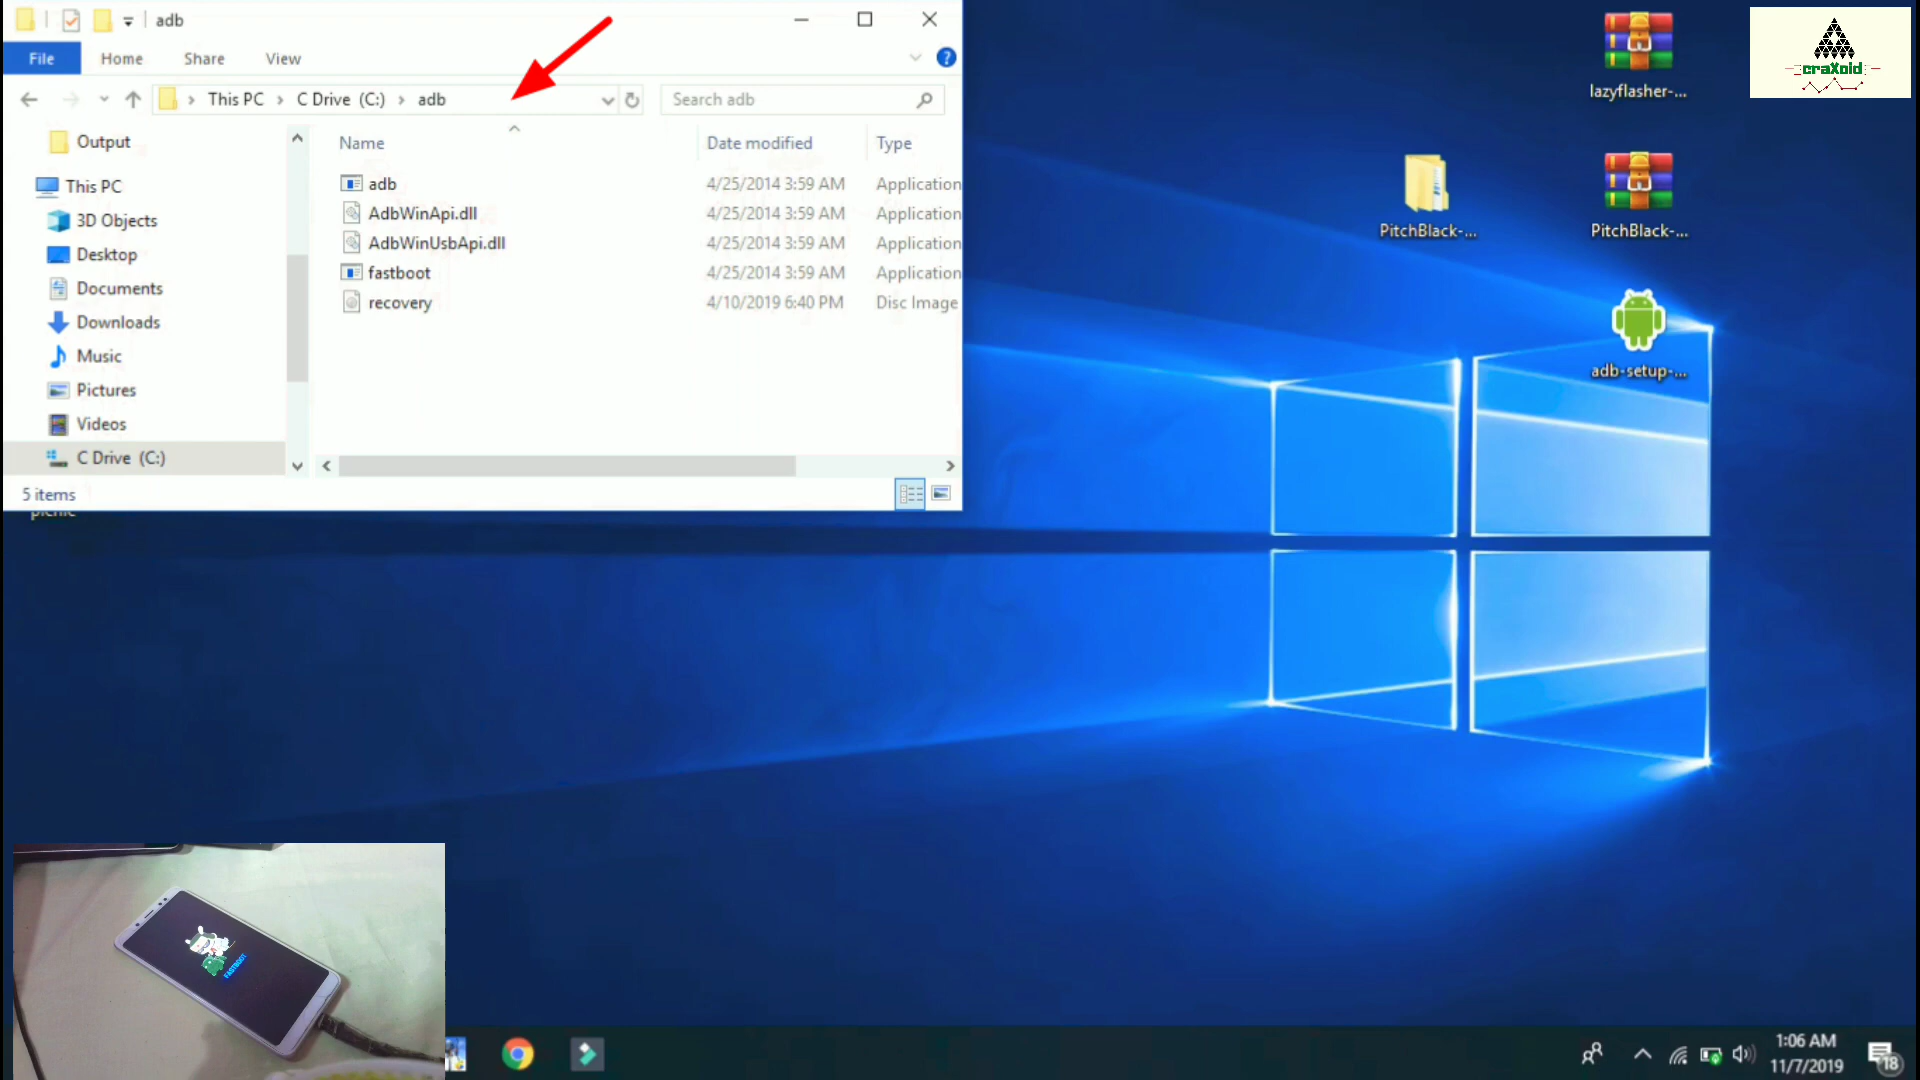 adb
File Home Share View
This PC > C Drive (C:) > adb
Search adb
Output
This PC
3D Objects
Desktop
Documents
Downloads
Music
Pictures
Videos
C Drive (C:)
Name Date modified Type
adb 4/25/2014 3:59 AM Application
AdbWinApi.dll 4/25/2014 3:59 AM Application
AdbWinUsbApi.dll 4/25/2014 3:59 AM Application
fastboot 4/25/2014 3:59 AM Application
recovery 4/10/2019 6:40 PM Disc Image
5 items
picnic
lazyflasher-...
PitchBlack-...
PitchBlack-...
adb-setup-...
craXoid
FASTBOOT
1:06 AM
11/7/2019
18